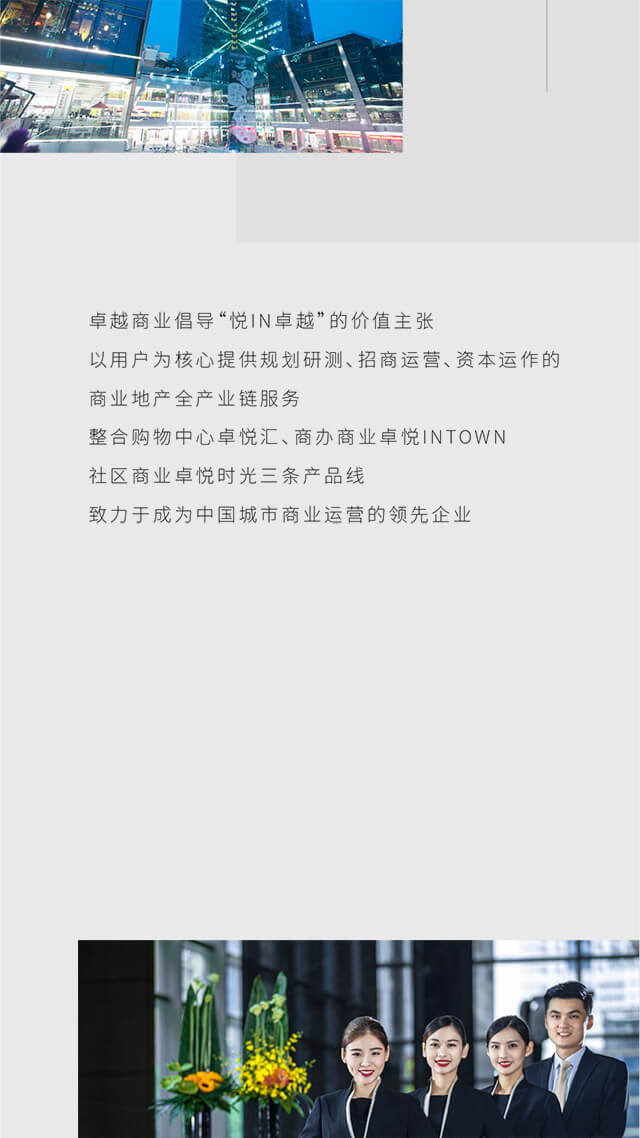 卓越商业倡导“悦IN卓越”的价值主张
以用户为核心提供规划研测、招商运营、资本运作的
商业地产全产业链服务
整合购物中心卓悦汇、商办商业卓悦INTOWN
社区商业卓悦时光三条产品线
致力于成为中国城市商业运营的领先企业